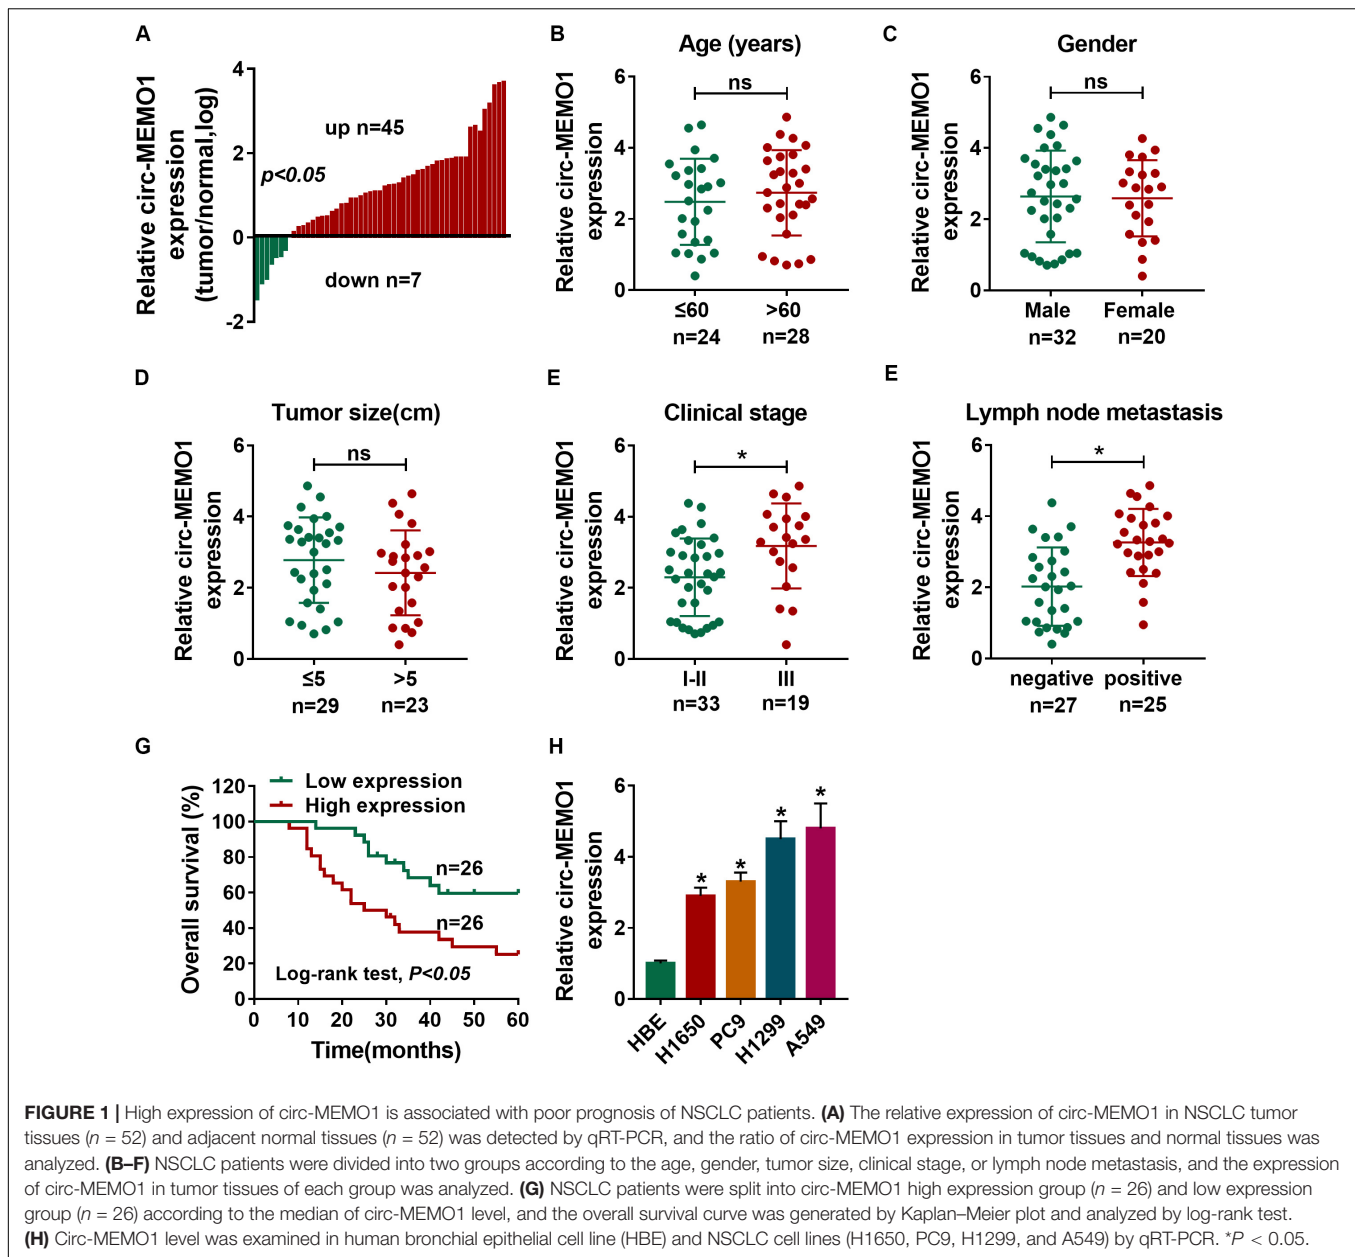 A
Relative circ-MEMO1
expression
(tumor/normal,log)
4
2
0
-2
up n=45
p<0.05
down n=7
B
Age (years)
Relative circ-MEMO1
expression
6
4
2
0
ns
≤60
>60
n=24
n=28
C
Gender
Relative circ-MEMO1
expression
6
4
2
0
ns
Male
Female
n=32
n=20
D
Tumor size(cm)
Relative circ-MEMO1
expression
6
4
2
0
ns
≤5
>5
n=29
n=23
E
Clinical stage
Relative circ-MEMO1
expression
6
4
2
0
*
I-II
III
n=33
n=19
E
Lymph node metastasis
Relative circ-MEMO1
expression
6
4
2
0
*
negative
positive
n=27
n=25
G
Overall survival (%)
120
100
80
60
40
20
0
Low expression
High expression
n=26
n=26
Log-rank test, P<0.05
0 10 20 30 40 50 60
Time(months)
H
Relative circ-MEMO1
expression
6
4
2
0
* * * *
HBE
H1650
PC9
H1299
A549
FIGURE 1 | High expression of circ-MEMO1 is associated with poor prognosis of NSCLC patients. (A) The relative expression of circ-MEMO1 in NSCLC tumor
tissues (n = 52) and adjacent normal tissues (n = 52) was detected by qRT-PCR, and the ratio of circ-MEMO1 expression in tumor tissues and normal tissues was
analyzed. (B–F) NSCLC patients were divided into two groups according to the age, gender, tumor size, clinical stage, or lymph node metastasis, and the expression
of circ-MEMO1 in tumor tissues of each group was analyzed. (G) NSCLC patients were split into circ-MEMO1 high expression group (n = 26) and low expression
group (n = 26) according to the median of circ-MEMO1 level, and the overall survival curve was generated by Kaplan–Meier plot and analyzed by log-rank test.
(H) Circ-MEMO1 level was examined in human bronchial epithelial cell line (HBE) and NSCLC cell lines (H1650, PC9, H1299, and A549) by qRT-PCR. *P < 0.05.